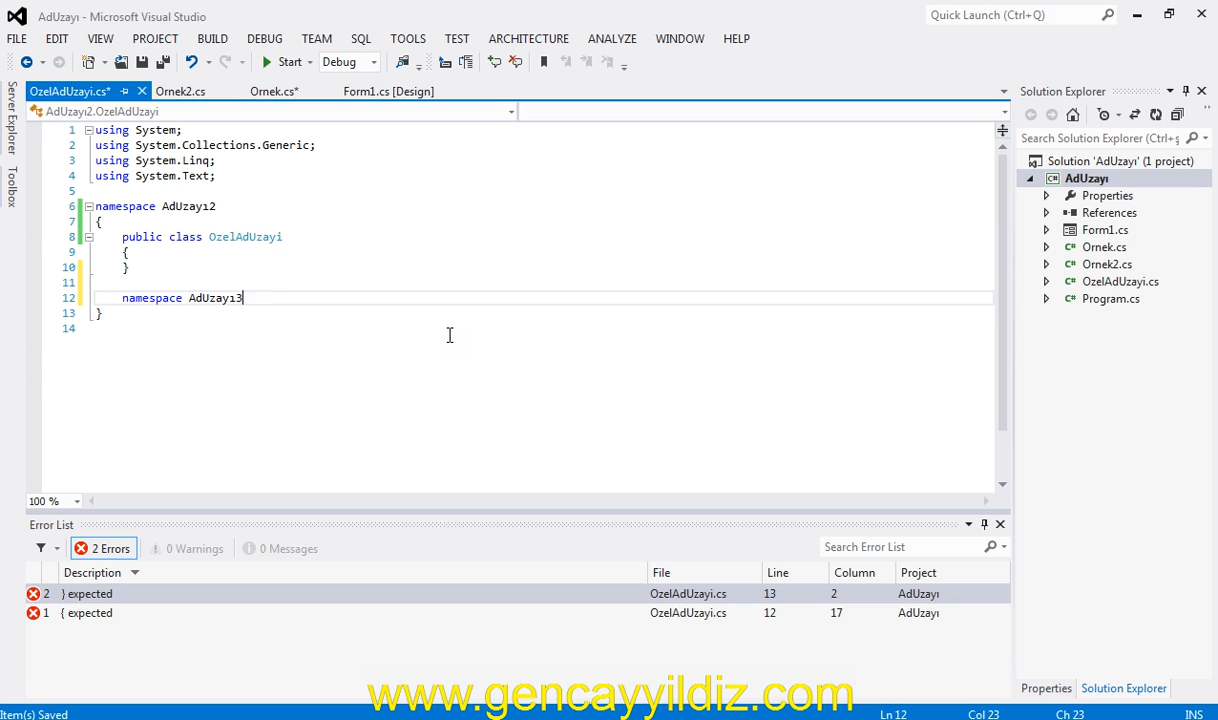 AdUzayı - Microsoft Visual Studio
Quick Launch (Ctrl+Q)
FILE EDIT VIEW PROJECT BUILD DEBUG TEAM SQL TOOLS TEST ARCHITECTURE ANALYZE WINDOW HELP
Start Debug
OzelAdUzayi.cs* Ornek2.cs Ornek.cs* Form1.cs [Design]
AdUzayı2.OzelAdUzayi
Server Explorer
Toolbox
1 using System;
2 using System.Collections.Generic;
3 using System.Linq;
4 using System.Text;
5
6 namespace AdUzayı2
7 {
8 public class OzelAdUzayi
9 {
10 }
11
12 namespace AdUzayı3
13 }
14
100 %
Solution Explorer
Search Solution Explorer (Ctrl+ş
Solution 'AdUzayı' (1 project)
AdUzayı
Properties
References
Form1.cs
Ornek.cs
Ornek2.cs
OzelAdUzayi.cs
Program.cs
Error List
2 Errors 0 Warnings 0 Messages
Search Error List
Description File Line Column Project
2 } expected OzelAdUzayi.cs 13 2 AdUzayı
1 { expected OzelAdUzayi.cs 12 17 AdUzayı
Properties Solution Explorer
www.gencayyildiz.com
Item(s) Saved Ln 12 Col 23 Ch 23 INS